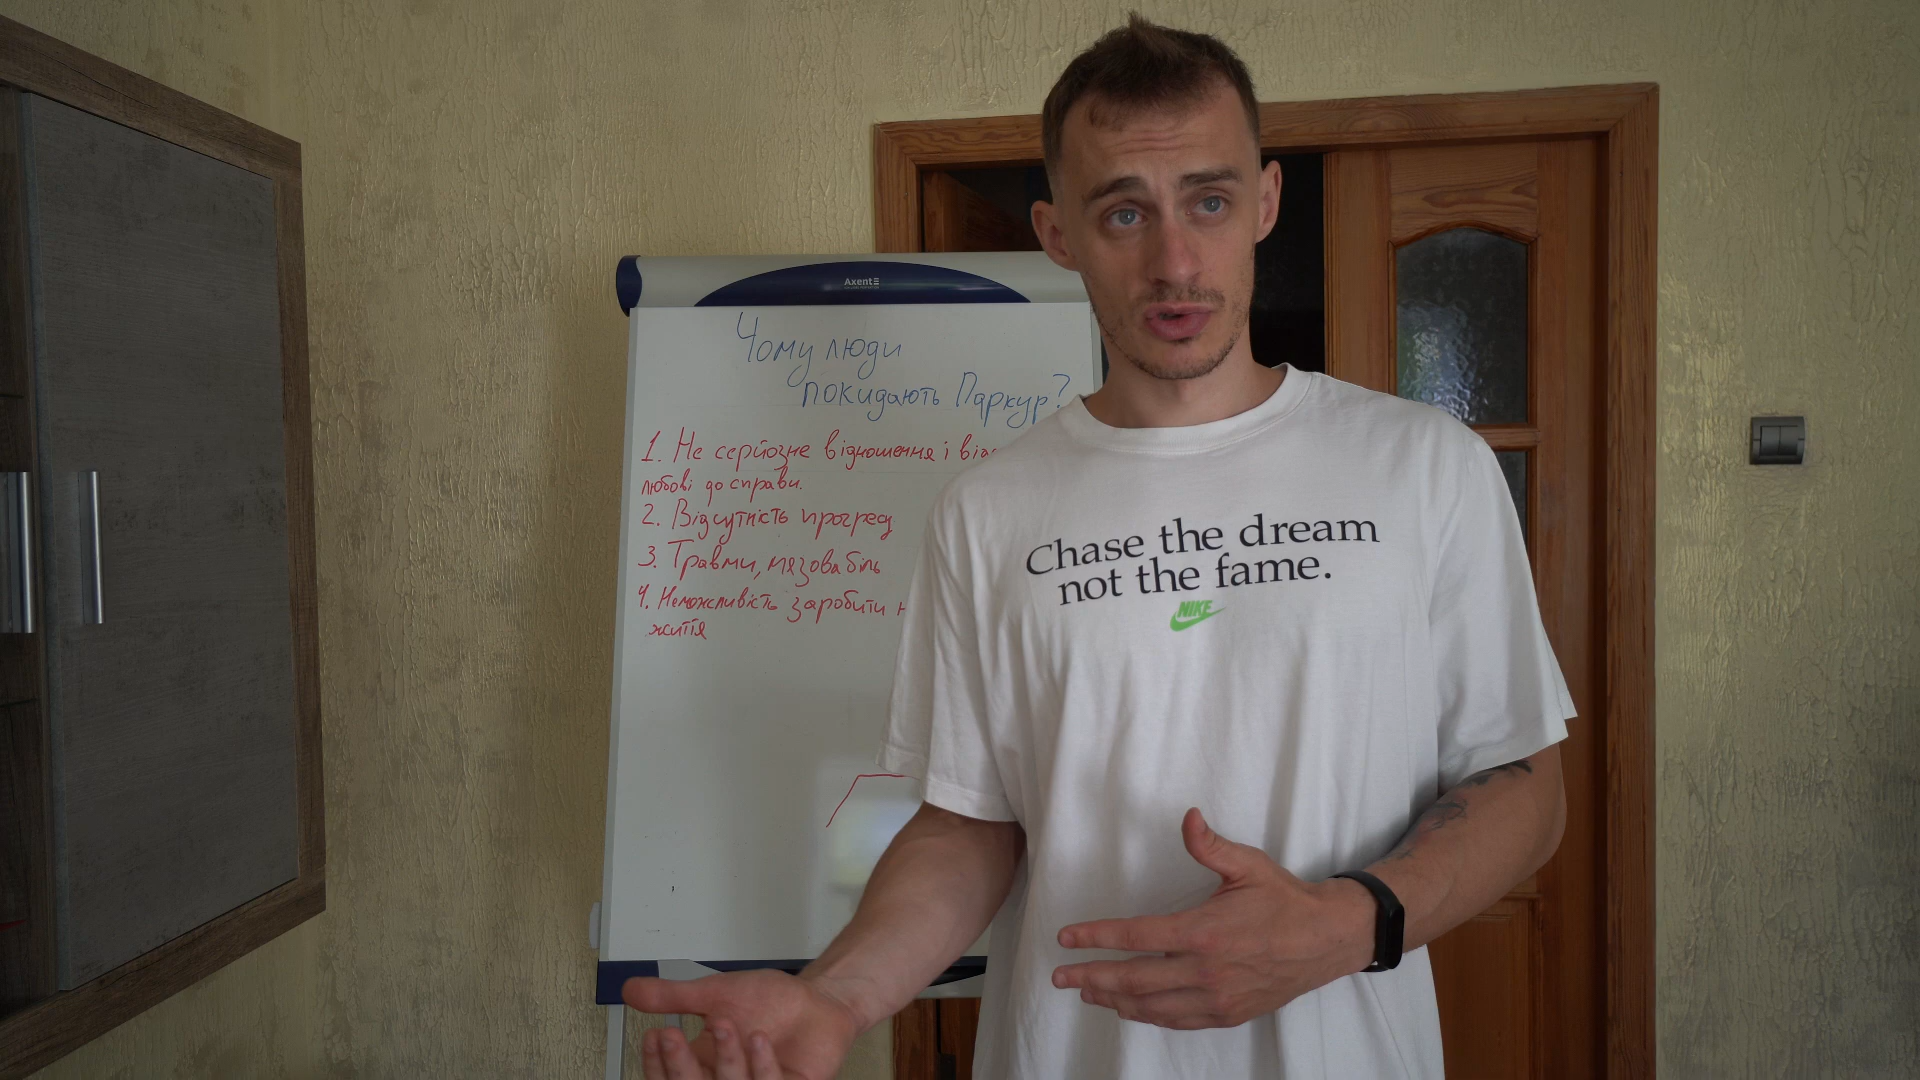 Axent
Чому люди
покидають Паркур?
1. Не серйозне відношення і
любові до справи.
2. Відсутність прогресу
3. Травми, мязова біль
4. Неможливість заробити
життя
Chase the dream
not the fame.
NIKE